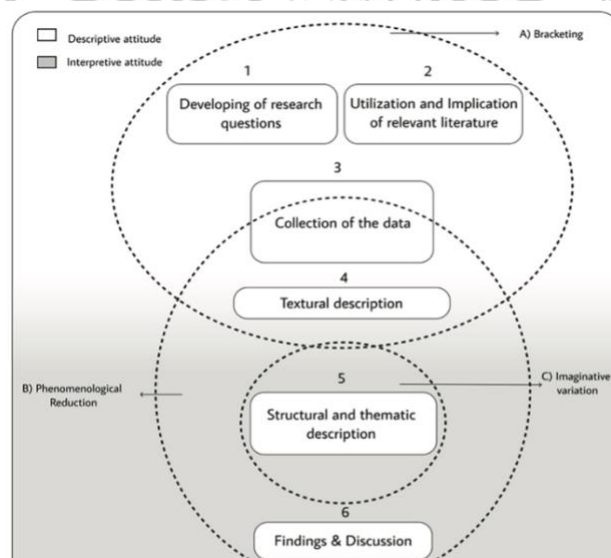 Descriptive attitude
Interpretive attitude
A) Bracketing
1
2
Developing of research
questions
Utilization and Implication
of relevant literature
3
Collection of the data
4
Textural description
B) Phenomenological
Reduction
C) Imaginative
variation
5
Structural and thematic
description
6
Findings & Discussion